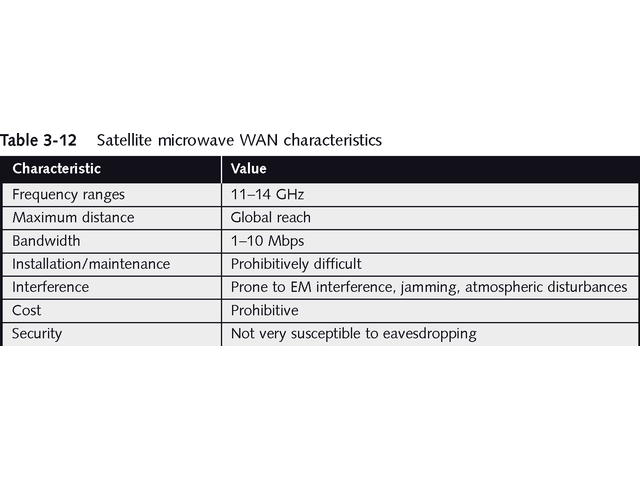 Table 3-12 Satellite microwave WAN characteristics
Characteristic Value
Frequency ranges 11–14 GHz
Maximum distance Global reach
Bandwidth 1–10 Mbps
Installation/maintenance Prohibitively difficult
Interference Prone to EM interference, jamming, atmospheric disturbances
Cost Prohibitive
Security Not very susceptible to eavesdropping